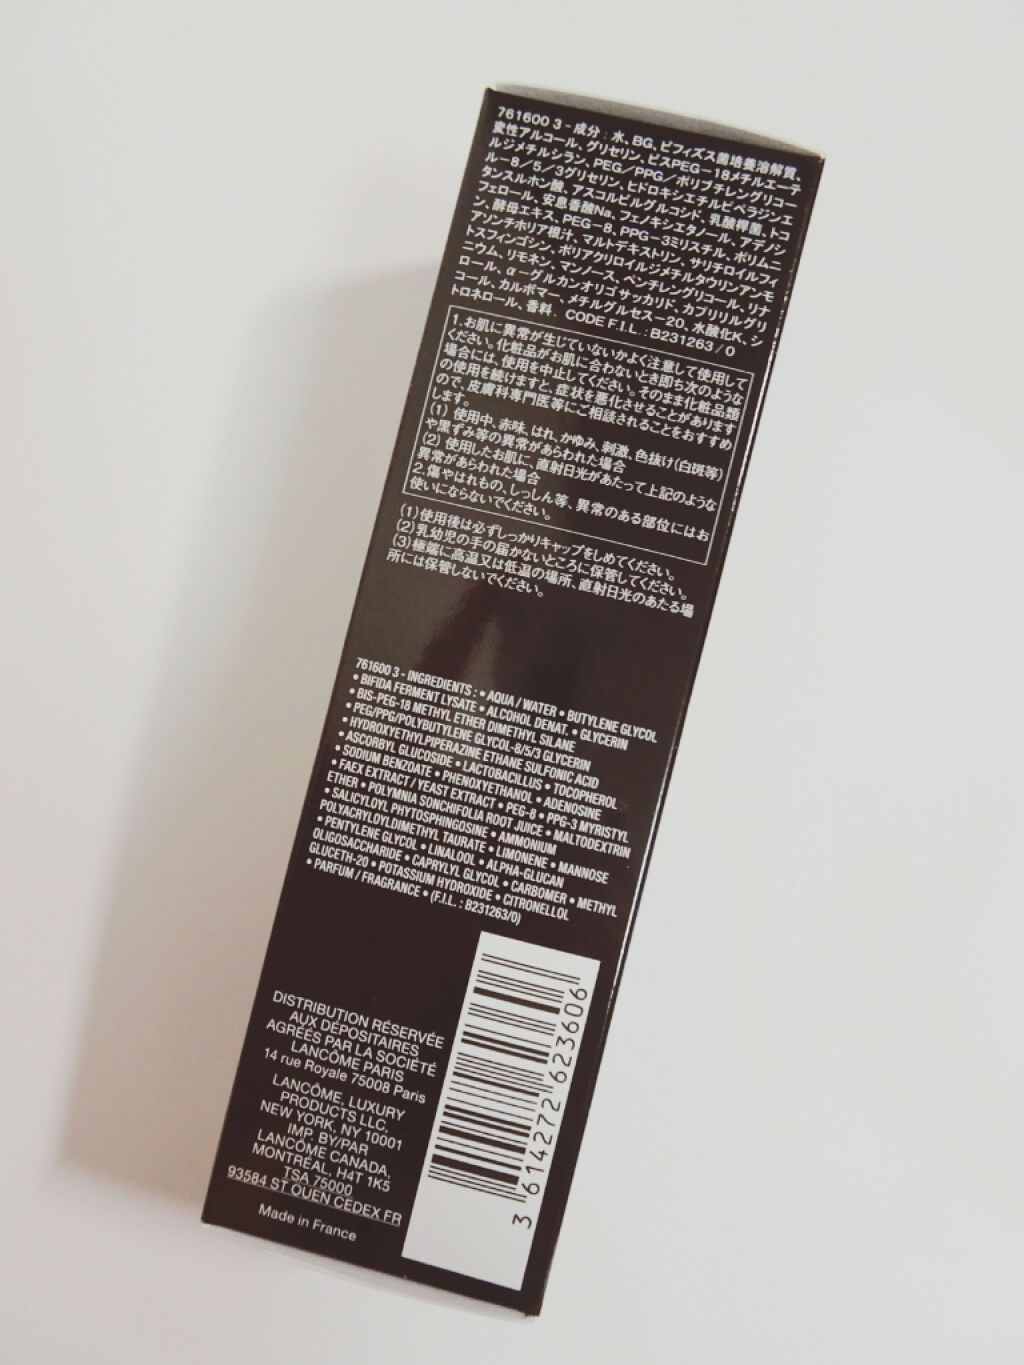 761600 3 - 成分 : 水、BG、ビフィズス菌培養溶解質、
変性アルコール、グリセリン、ビスPEG－18メチルエーテ
ルジメチルシラン、PEG／PPG／ポリブチレングリコー
ル－8／5／3グリセリン、ヒドロキシエチルピペラジンエ
タンスルホン酸、アスコルビルグルコシド、乳酸桿菌、トコ
フェロール、安息香酸Na、フェノキシエタノール、アデノシ
ン、酵母エキス、PEG－8、PPG－3ミリスチル、ポリムニ
アソンチホリア根汁、マルトデキストリン、サリチロイルフィ
トスフィンゴシン、ポリアクリロイルジメチルタウリンアンモ
ニウム、リモネン、マンノース、ペンチレングリコール、リナ
ロール、α－グルカンオリゴサッカリド、カプリリルグリ
コール、カルボマー、メチルグルセス－20、水酸化K、シ
トロネロール、香料. CODE F.I.L. : B231263 / 0
1.お肌に異常が生じていないかよく注意して使用して
ください。化粧品がお肌に合わないとき即ち次のような
場合には、使用を中止してください。そのまま化粧品類
の使用を続けますと、症状を悪化させることがあります
ので、皮膚科専門医等にご相談されることをおすすめ
します。
(1) 使用中、赤味、はれ、かゆみ、刺激、色抜け(白斑等)
や黒ずみ等の異常があらわれた場合
(2) 使用したお肌に、直射日光があたって上記のような
異常があらわれた場合
2.傷やはれもの、しっしん等、異常のある部位にはお
使いにならないでください。
(1)使用後は必ずしっかりキャップをしめてください。
(2)乳幼児の手の届かないところに保管してください。
(3)極端に高温又は低温の場所、直射日光のあたる場
所には保管しないでください。
761600 3 - INGREDIENTS : • AQUA / WATER • BUTYLENE GLYCOL
• BIFIDA FERMENT LYSATE • ALCOHOL DENAT. • GLYCERIN
• BIS-PEG-18 METHYL ETHER DIMETHYL SILANE
• PEG/PPG/POLYBUTYLENE GLYCOL-8/5/3 GLYCERIN
• HYDROXYETHYLPIPERAZINE ETHANE SULFONIC ACID
• ASCORBYL GLUCOSIDE • LACTOBACILLUS • TOCOPHEROL
• SODIUM BENZOATE • PHENOXYETHANOL • ADENOSINE
• FAEX EXTRACT / YEAST EXTRACT • PEG-8 • PPG-3 MYRISTYL
ETHER • POLYMNIA SONCHIFOLIA ROOT JUICE • MALTODEXTRIN
• SALICYLOYL PHYTOSPHINGOSINE • AMMONIUM
POLYACRYLOYLDIMETHYL TAURATE • LIMONENE • MANNOSE
• PENTYLENE GLYCOL • LINALOOL • ALPHA-GLUCAN
OLIGOSACCHARIDE • CAPRYLYL GLYCOL • CARBOMER • METHYL
GLUCETH-20 • POTASSIUM HYDROXIDE • CITRONELLOL
• PARFUM / FRAGRANCE • (F.I.L. : B231263/0)
DISTRIBUTION RÉSERVÉE
AUX DÉPOSITAIRES
AGRÉÉS PAR LA SOCIÉTÉ
LANCÔME PARIS
14 rue Royale 75008 Paris
LANCÔME, LUXURY
PRODUCTS LLC,
NEW YORK, NY 10001
IMP. BY/PAR
LANCÔME CANADA,
MONTRÉAL, H4T 1K5
TSA 75000
93584 ST OUEN CEDEX FR
Made in France
3 614272 623606